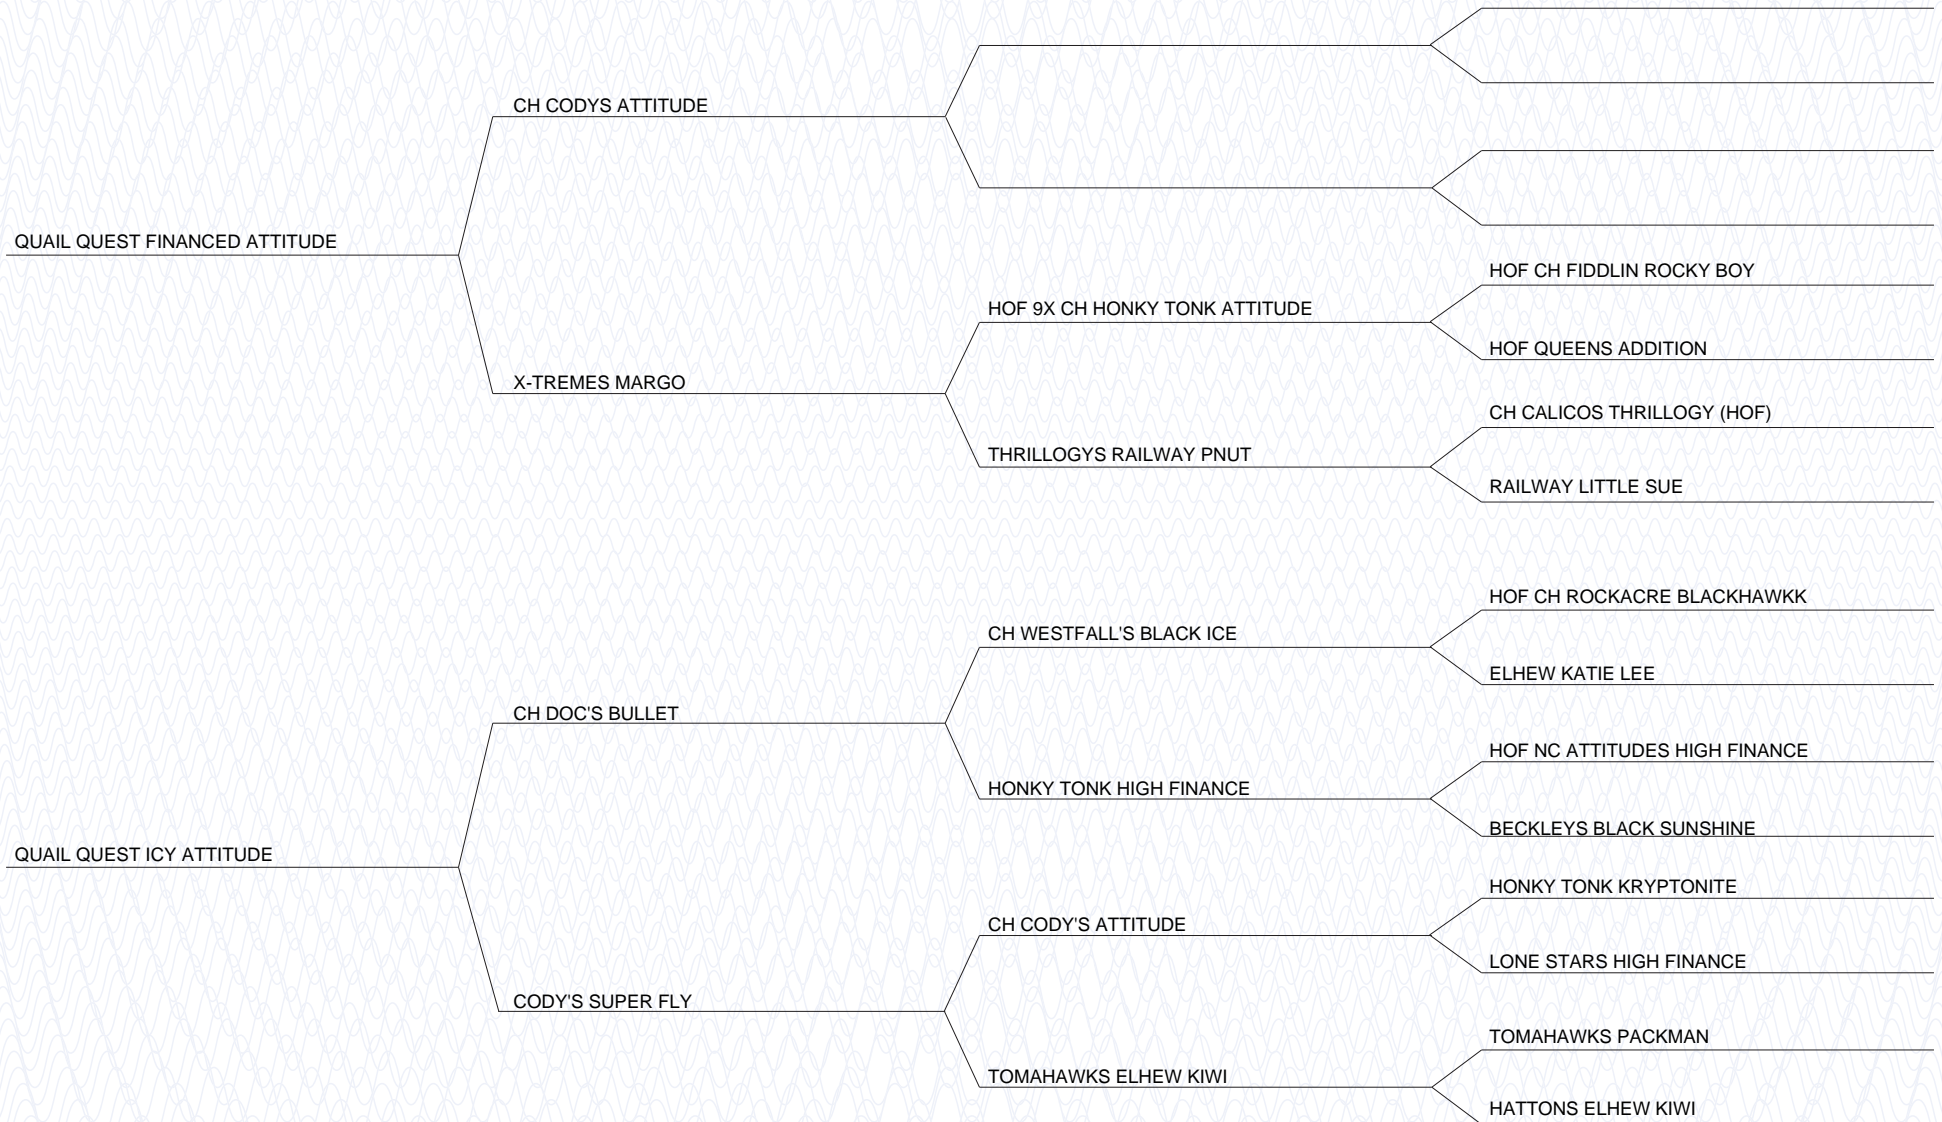 CH CODYS ATTITUDE
QUAIL QUEST FINANCED ATTITUDE
HOF CH FIDDLIN ROCKY BOY
HOF 9X CH HONKY TONK ATTITUDE
HOF QUEENS ADDITION
X-TREMES MARGO
CH CALICOS THRILLOGY (HOF)
THRILLOGYS RAILWAY PNUT
RAILWAY LITTLE SUE
HOF CH ROCKACRE BLACKHAWKK
CH WESTFALL'S BLACK ICE
ELHEW KATIE LEE
CH DOC'S BULLET
HOF NC ATTITUDES HIGH FINANCE
HONKY TONK HIGH FINANCE
BECKLEYS BLACK SUNSHINE
QUAIL QUEST ICY ATTITUDE
HONKY TONK KRYPTONITE
CH CODY'S ATTITUDE
LONE STARS HIGH FINANCE
CODY'S SUPER FLY
TOMAHAWKS PACKMAN
TOMAHAWKS ELHEW KIWI
HATTONS ELHEW KIWI